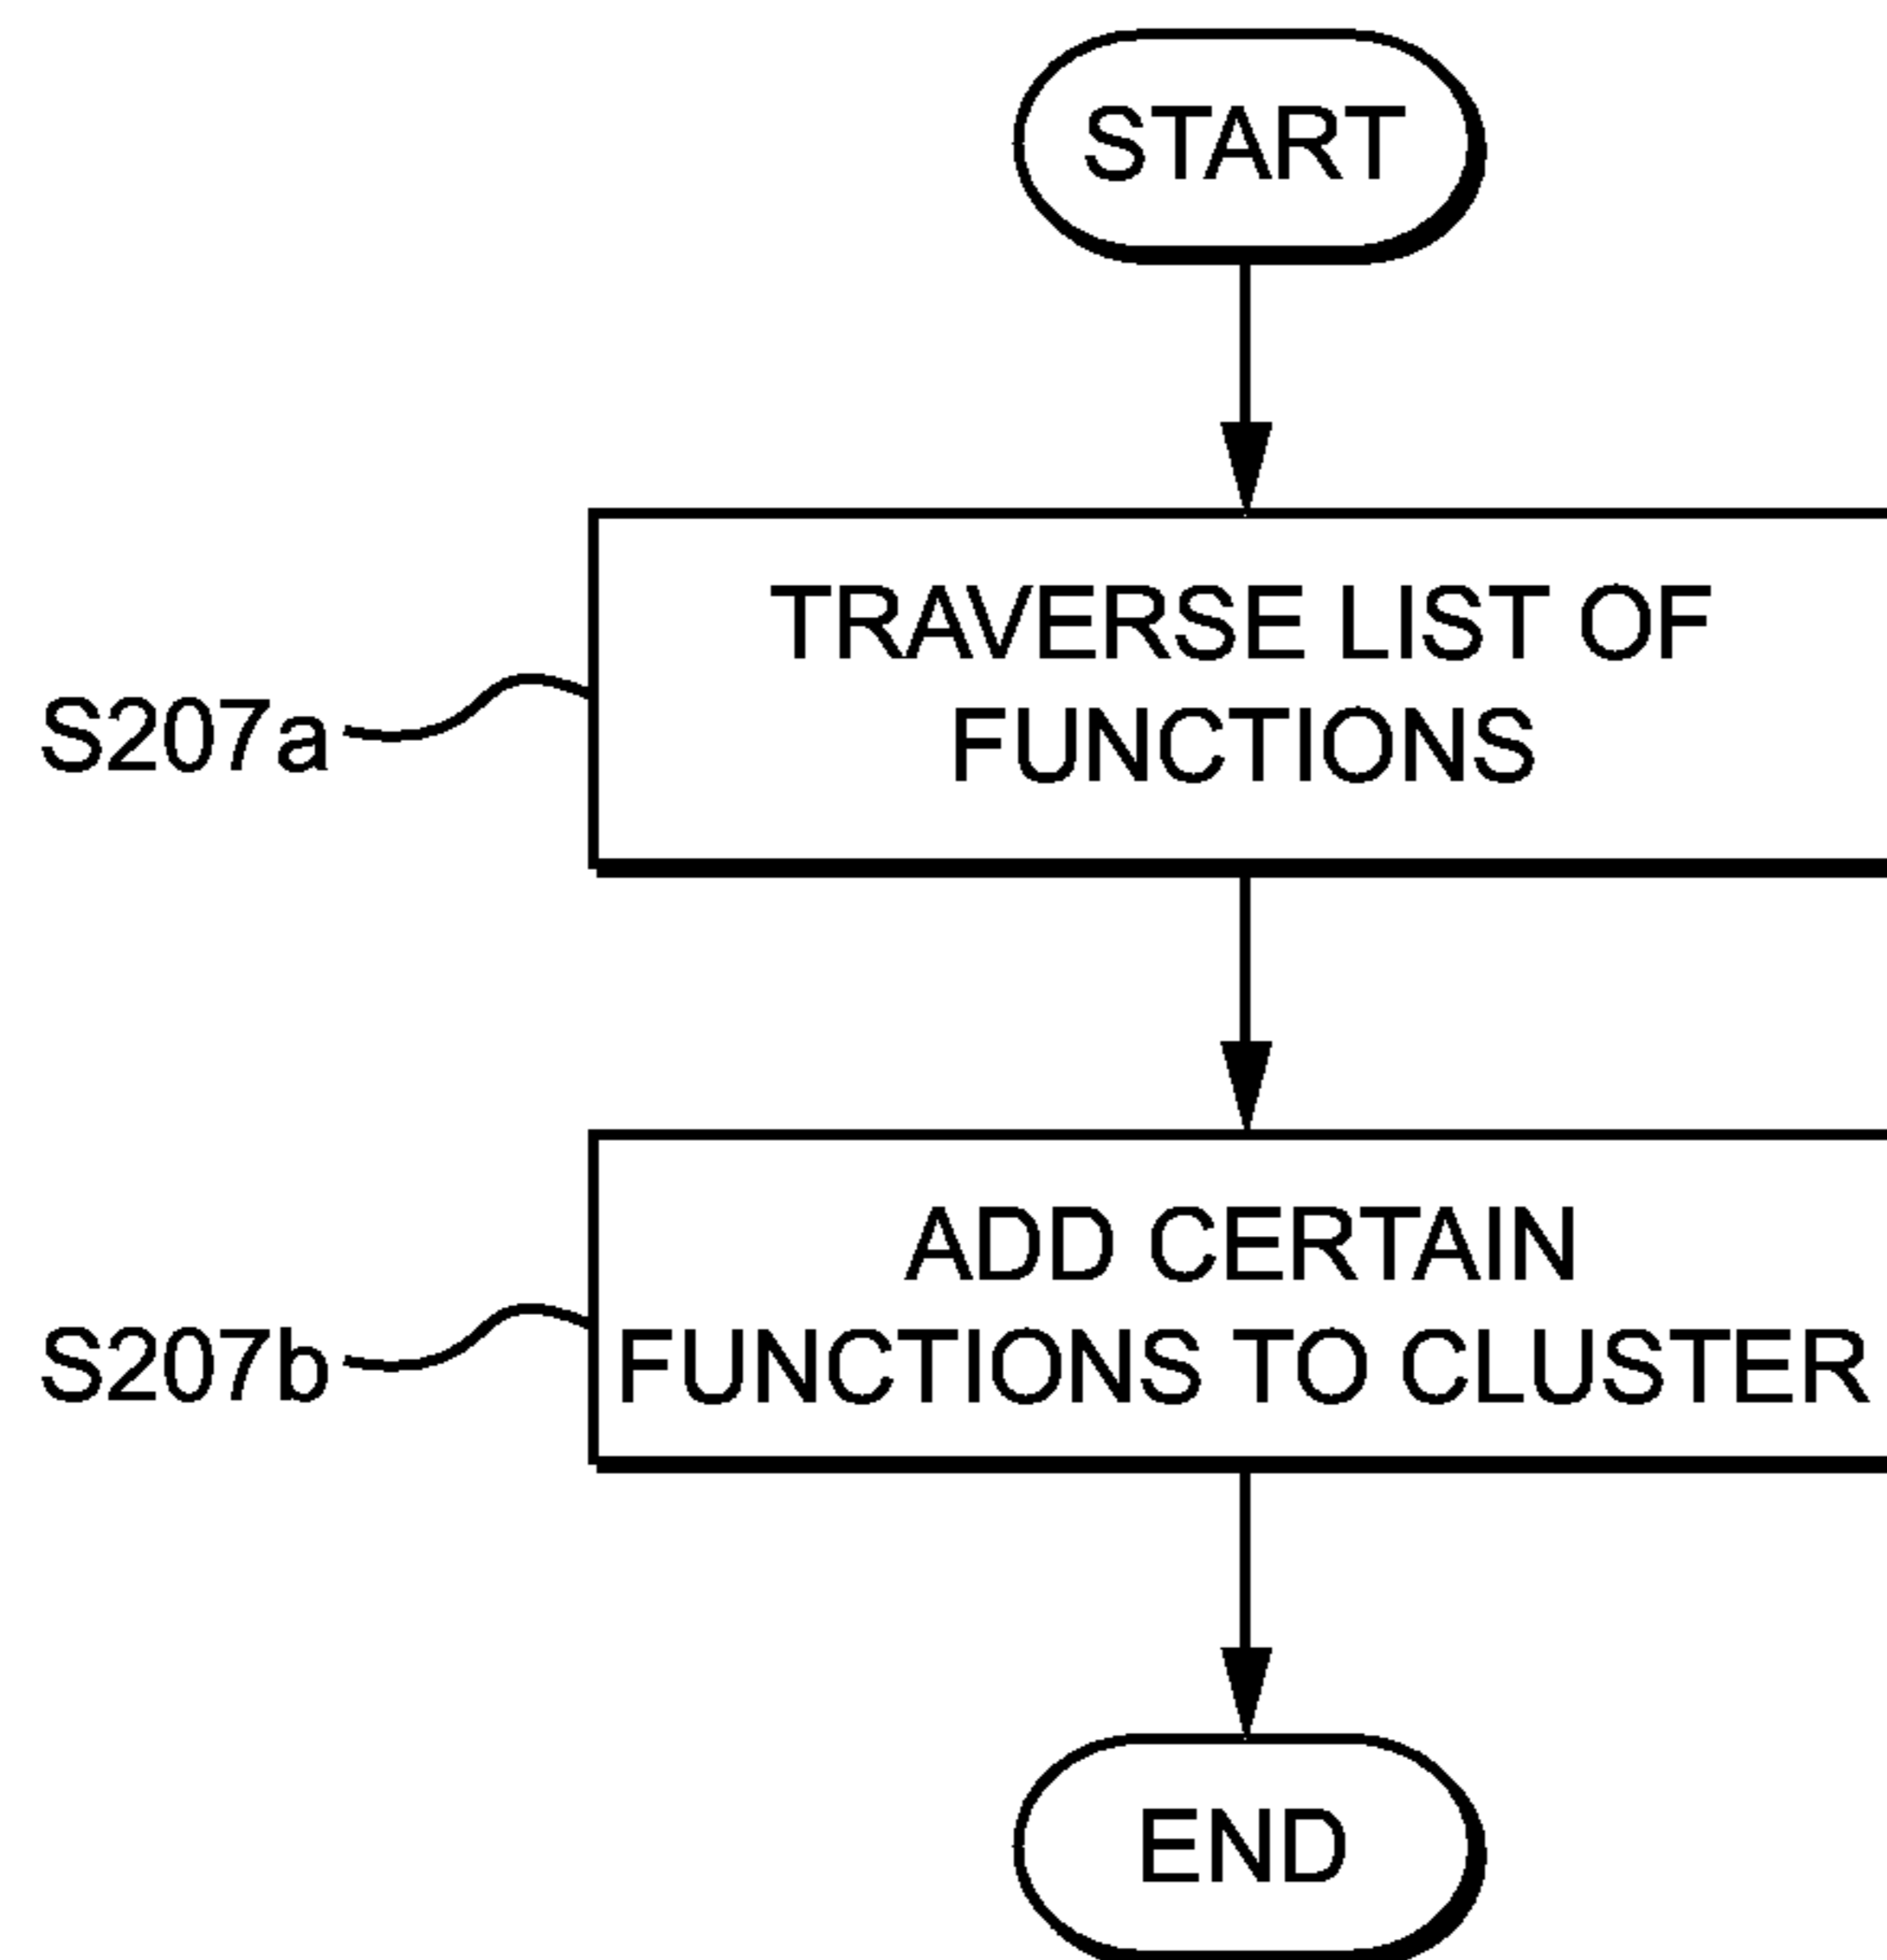 START
TRAVERSE LIST OF
FUNCTIONS
S207a
ADD CERTAIN
FUNCTIONS TO CLUSTER
S207b
END